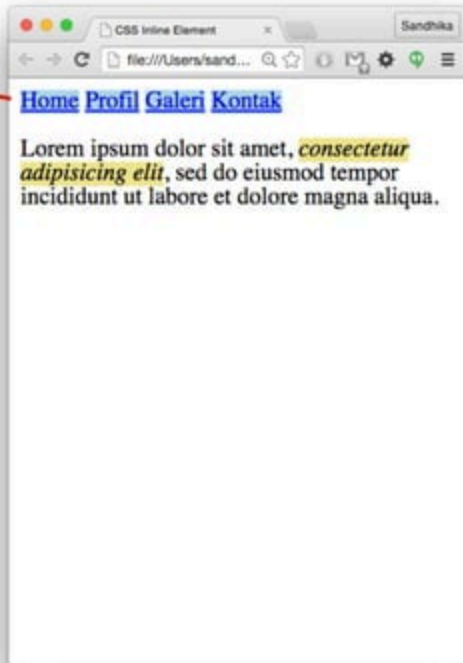 CSS Inline Element
Sandhika
file:///Users/sand...
Home Profil Galeri Kontak
Lorem ipsum dolor sit amet, consectetur
adipisicing elit, sed do eiusmod tempor
incididunt ut labore et dolore magna aliqua.